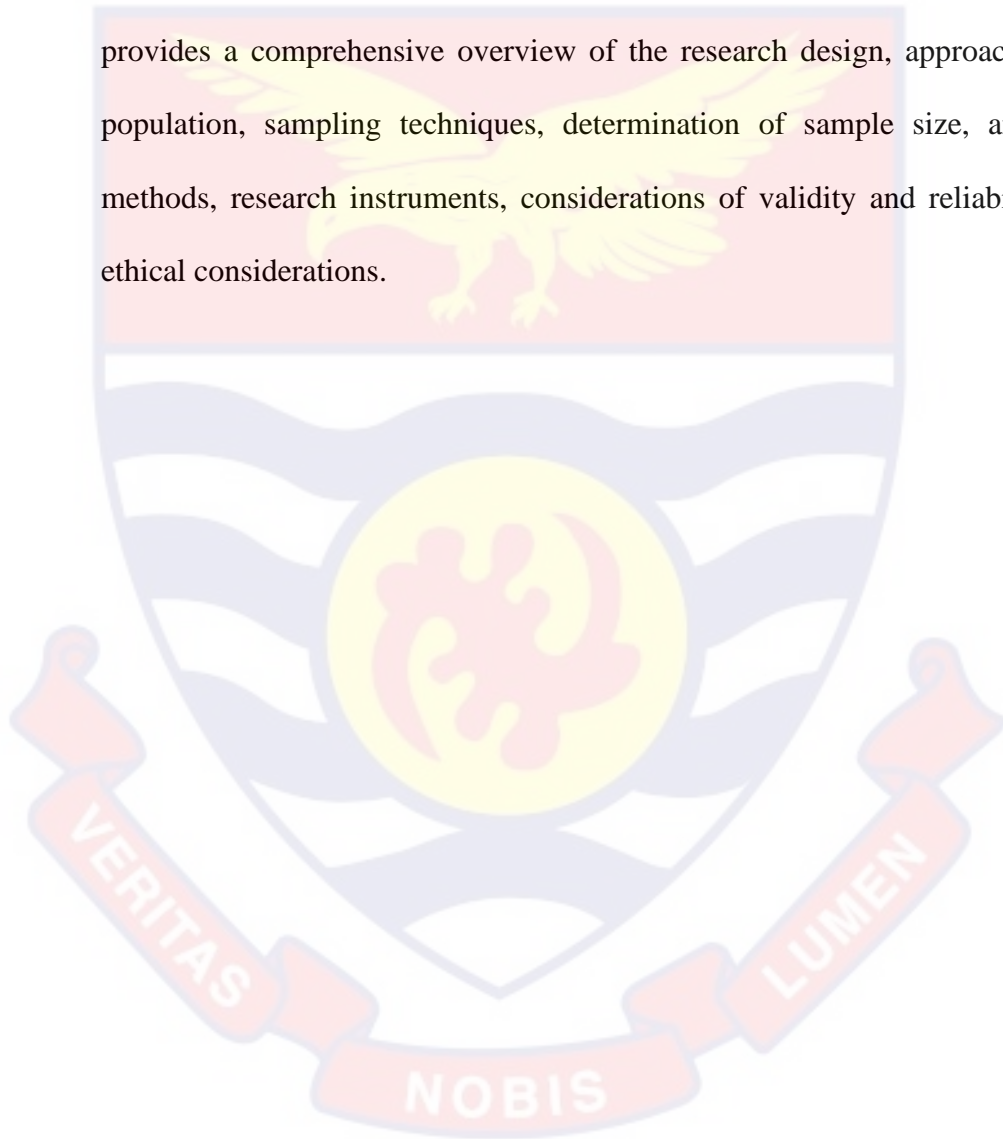 provides a comprehensive overview of the research design, approac
population, sampling techniques, determination of sample size, a
methods, research instruments, considerations of validity and reliab
ethical considerations.
VERITAS
NOBIS
LUMEN